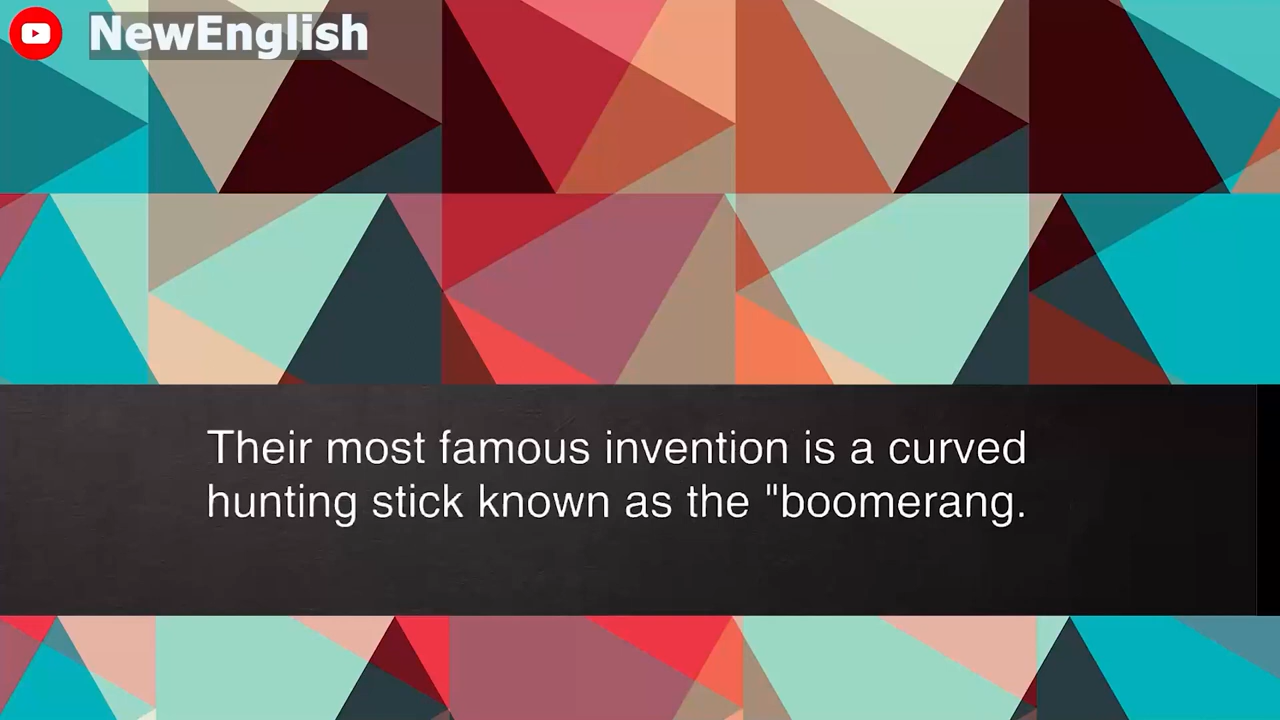 NewEnglish
Their most famous invention is a curved
hunting stick known as the "boomerang.